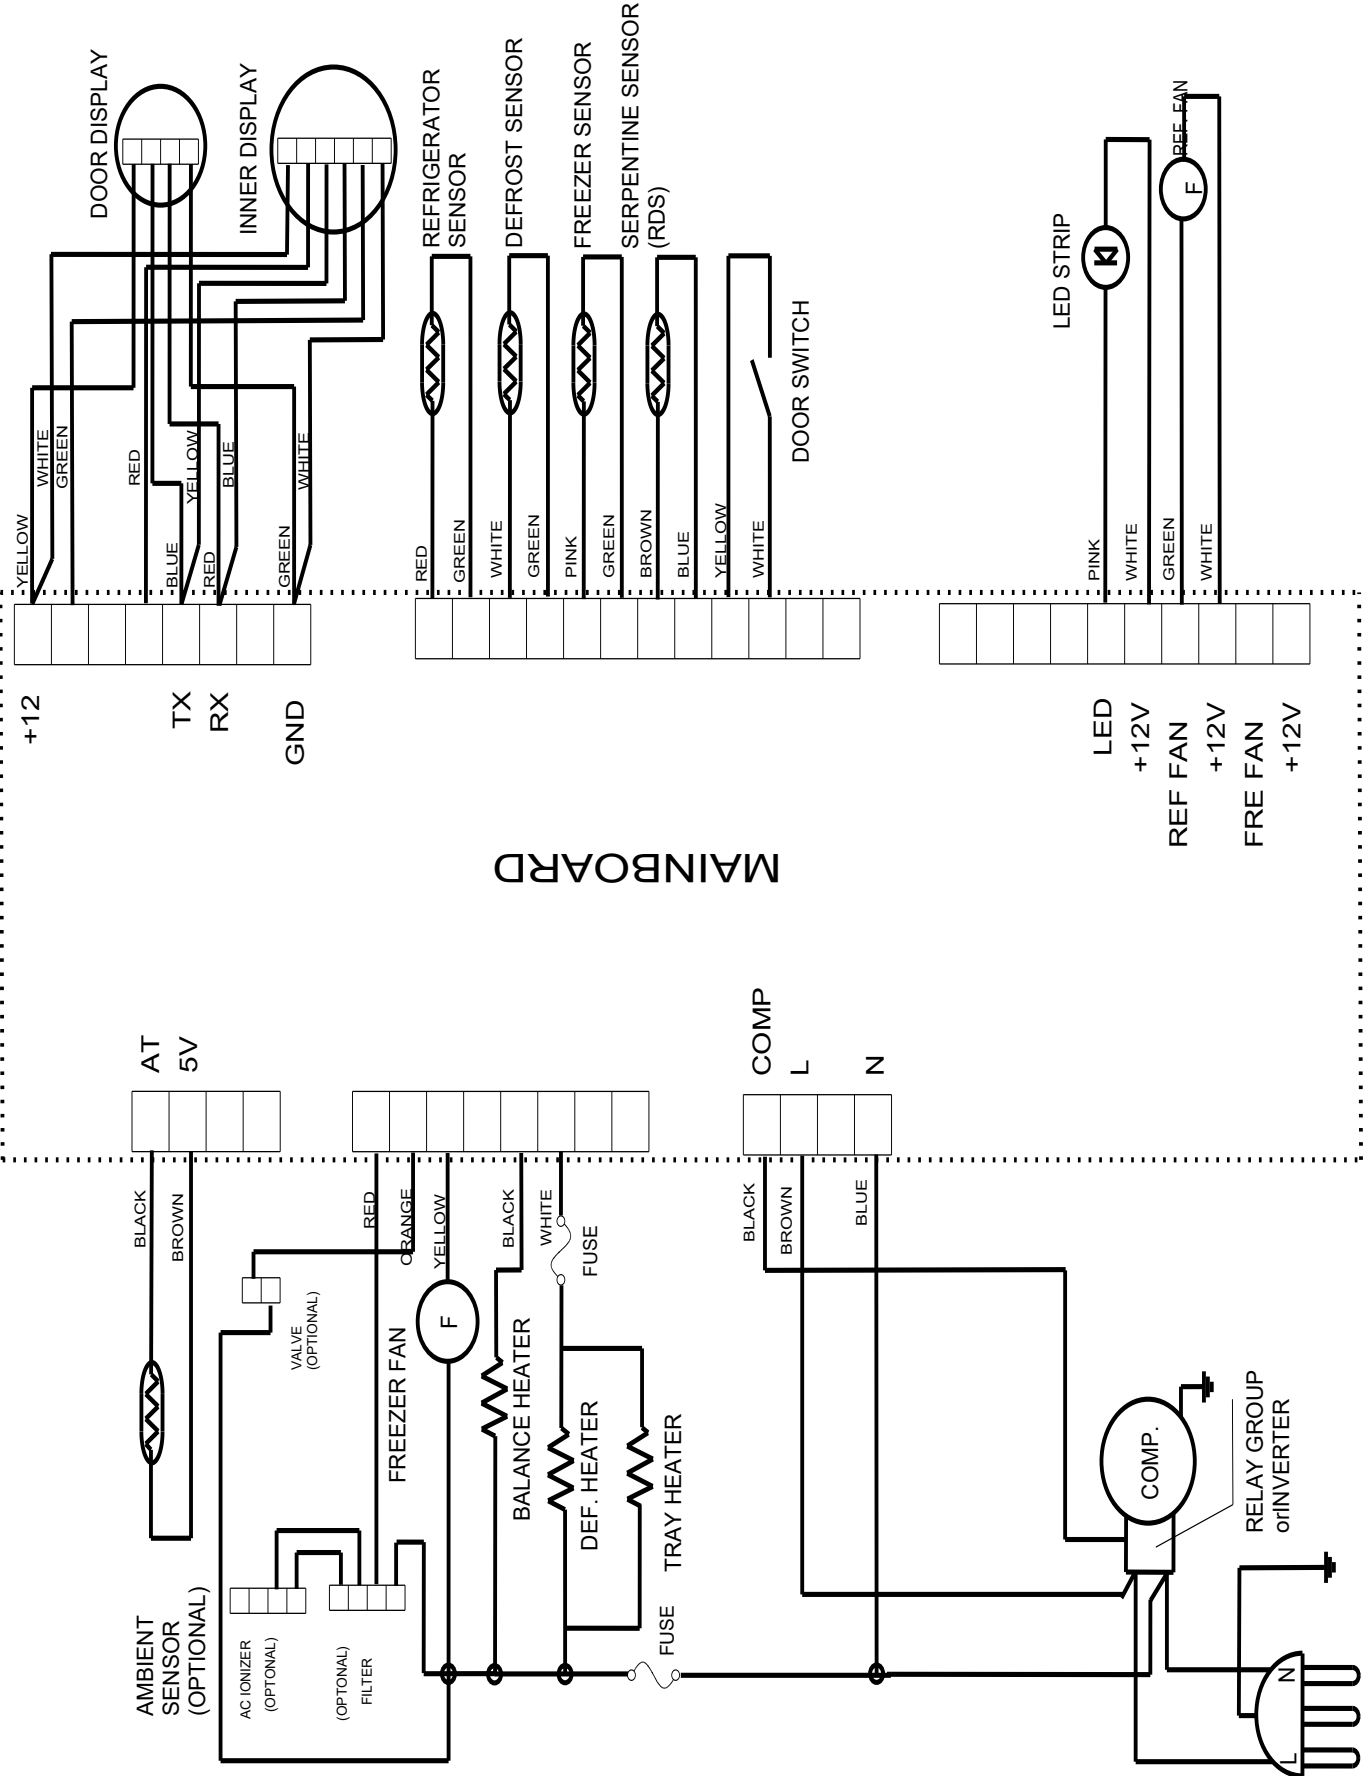 DOOR DISPLAY
INNER DISPLAY
REFRIGERATOR
SENSOR
DEFROST SENSOR
FREEZER SENSOR
SERPENTINE SENSOR
(RDS)
DOOR SWITCH
LED STRIP
REF. FAN
F
YELLOW
WHITE
GREEN
RED
BLUE
YELLOW
RED
BLUE
GREEN
WHITE
RED
GREEN
WHITE
GREEN
PINK
GREEN
BROWN
BLUE
YELLOW
WHITE
PINK
WHITE
GREEN
WHITE
+12
TX
RX
GND
LED
+12V
REF FAN
+12V
FRE FAN
+12V
MAINBOARD
AT
5V
COMP
L
N
BLACK
BROWN
RED
ORANGE
YELLOW
BLACK
WHITE
BLACK
BROWN
BLUE
FUSE
VALVE
(OPTIONAL)
FREEZER FAN
F
BALANCE HEATER
DEF. HEATER
TRAY HEATER
AMBIENT
SENSOR
(OPTIONAL)
AC IONIZER
(OPTONAL)
(OPTIONAL)
FILTER
FUSE
COMP.
RELAY GROUP
orINVERTER
L
N